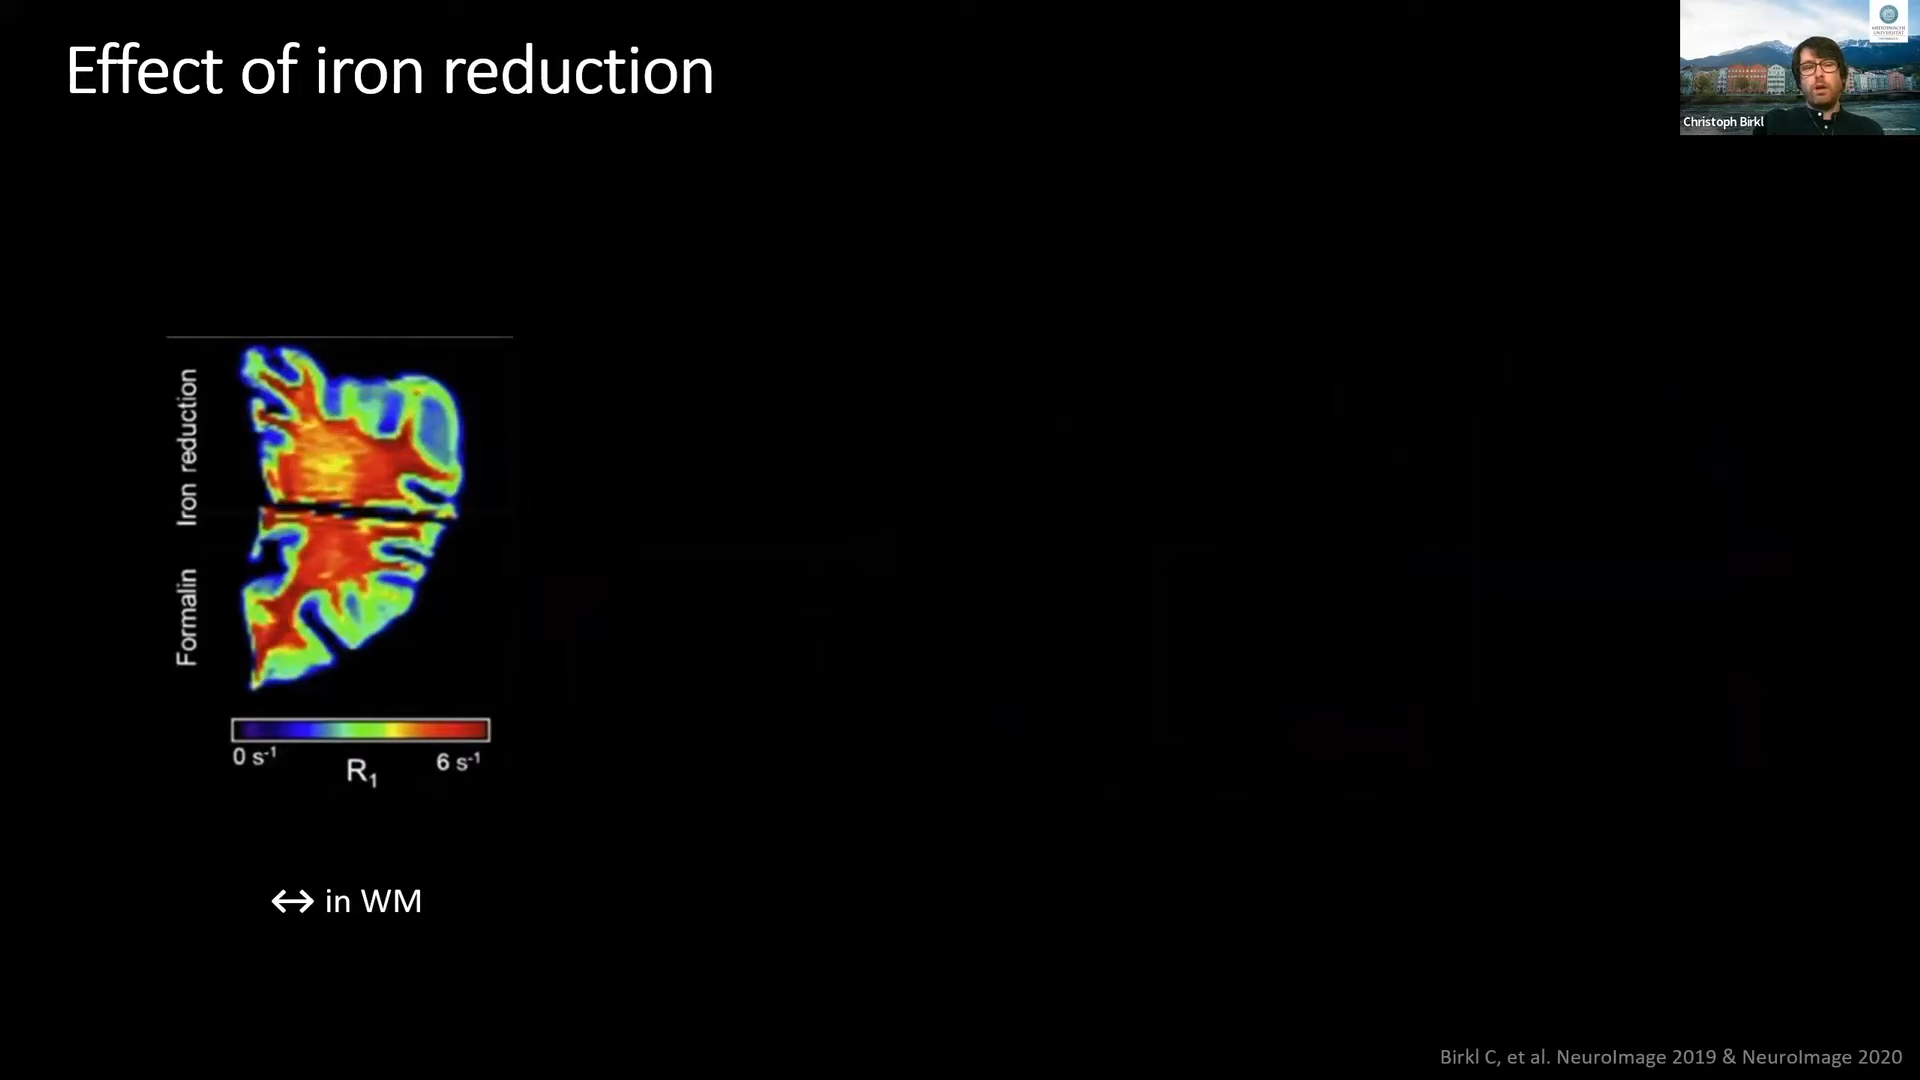 Effect of iron reduction
Christoph Birkl
Iron reduction
Formalin
0 s⁻¹
6 s⁻¹
R₁
↔ in WM
Birkl C, et al. NeuroImage 2019 & NeuroImage 2020